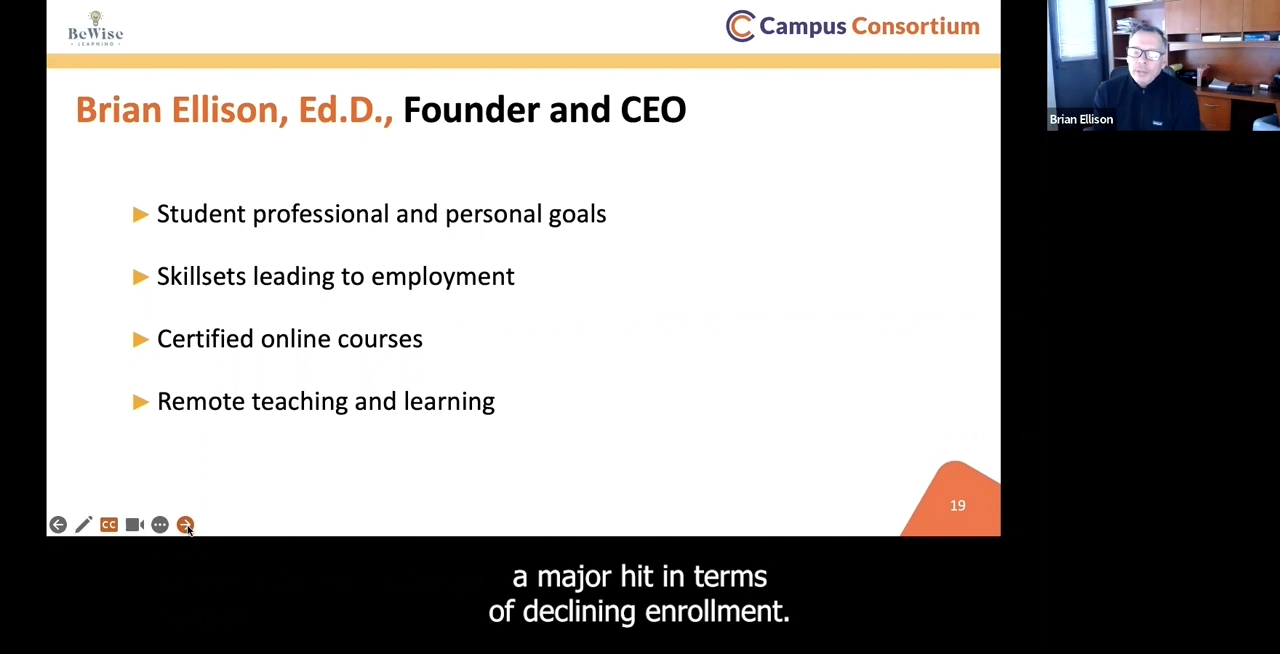 BeWise
LEARNING
Campus Consortium
Brian Ellison
Brian Ellison, Ed.D., Founder and CEO
Student professional and personal goals
Skillsets leading to employment
Certified online courses
Remote teaching and learning
19
CC
a major hit in terms
of declining enrollment.